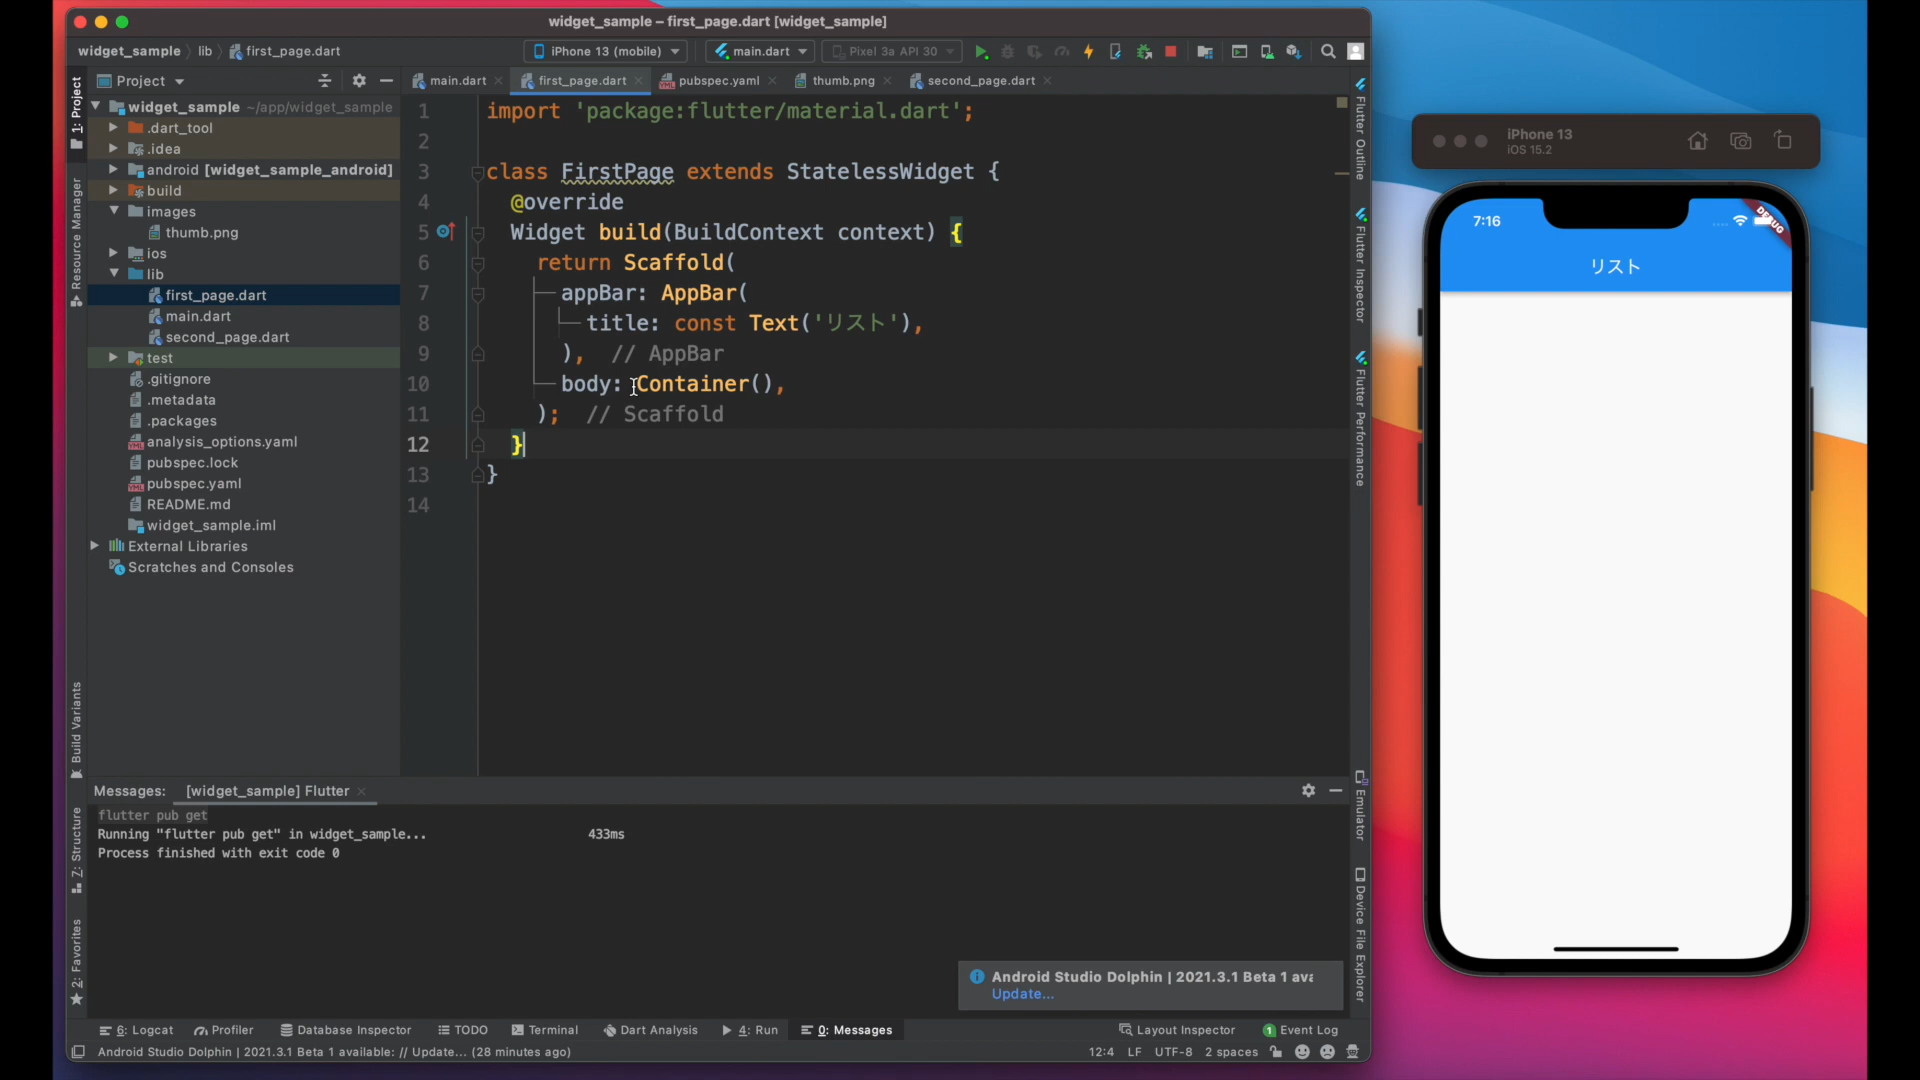 widget_sample – first_page.dart [widget_sample]
widget_sample
lib
first_page.dart
iPhone 13 (mobile)
main.dart
Pixel 3a API 30
Project
main.dart
first_page.dart
pubspec.yaml
thumb.png
second_page.dart
1: Project
Resource Manager
Build Variants
7: Structure
2: Favorites
widget_sample ~/app/widget_sample
.dart_tool
.idea
android [widget_sample_android]
build
images
thumb.png
ios
lib
first_page.dart
main.dart
second_page.dart
test
.gitignore
.metadata
.packages
analysis_options.yaml
pubspec.lock
pubspec.yaml
README.md
widget_sample.iml
External Libraries
Scratches and Consoles
1 import 'package:flutter/material.dart';
2
3 class FirstPage extends StatelessWidget {
4 @override
5 Widget build(BuildContext context) {
6 return Scaffold(
7 appBar: AppBar(
8 title: const Text('リスト'),
9 ), // AppBar
10 body: Container(),
11 ); // Scaffold
12 }
13 }
14
Flutter Outline
Flutter Inspector
Flutter Performance
Emulator
Device File Explorer
Messages:
[widget_sample] Flutter
flutter pub get
Running "flutter pub get" in widget_sample... 433ms
Process finished with exit code 0
Android Studio Dolphin | 2021.3.1 Beta 1 ava
Update...
6: Logcat
Profiler
Database Inspector
TODO
Terminal
Dart Analysis
4: Run
0: Messages
Layout Inspector
1 Event Log
Android Studio Dolphin | 2021.3.1 Beta 1 available: // Update... (28 minutes ago)
12:4 LF UTF-8 2 spaces
iPhone 13
iOS 15.2
7:16
DEBUG
リスト